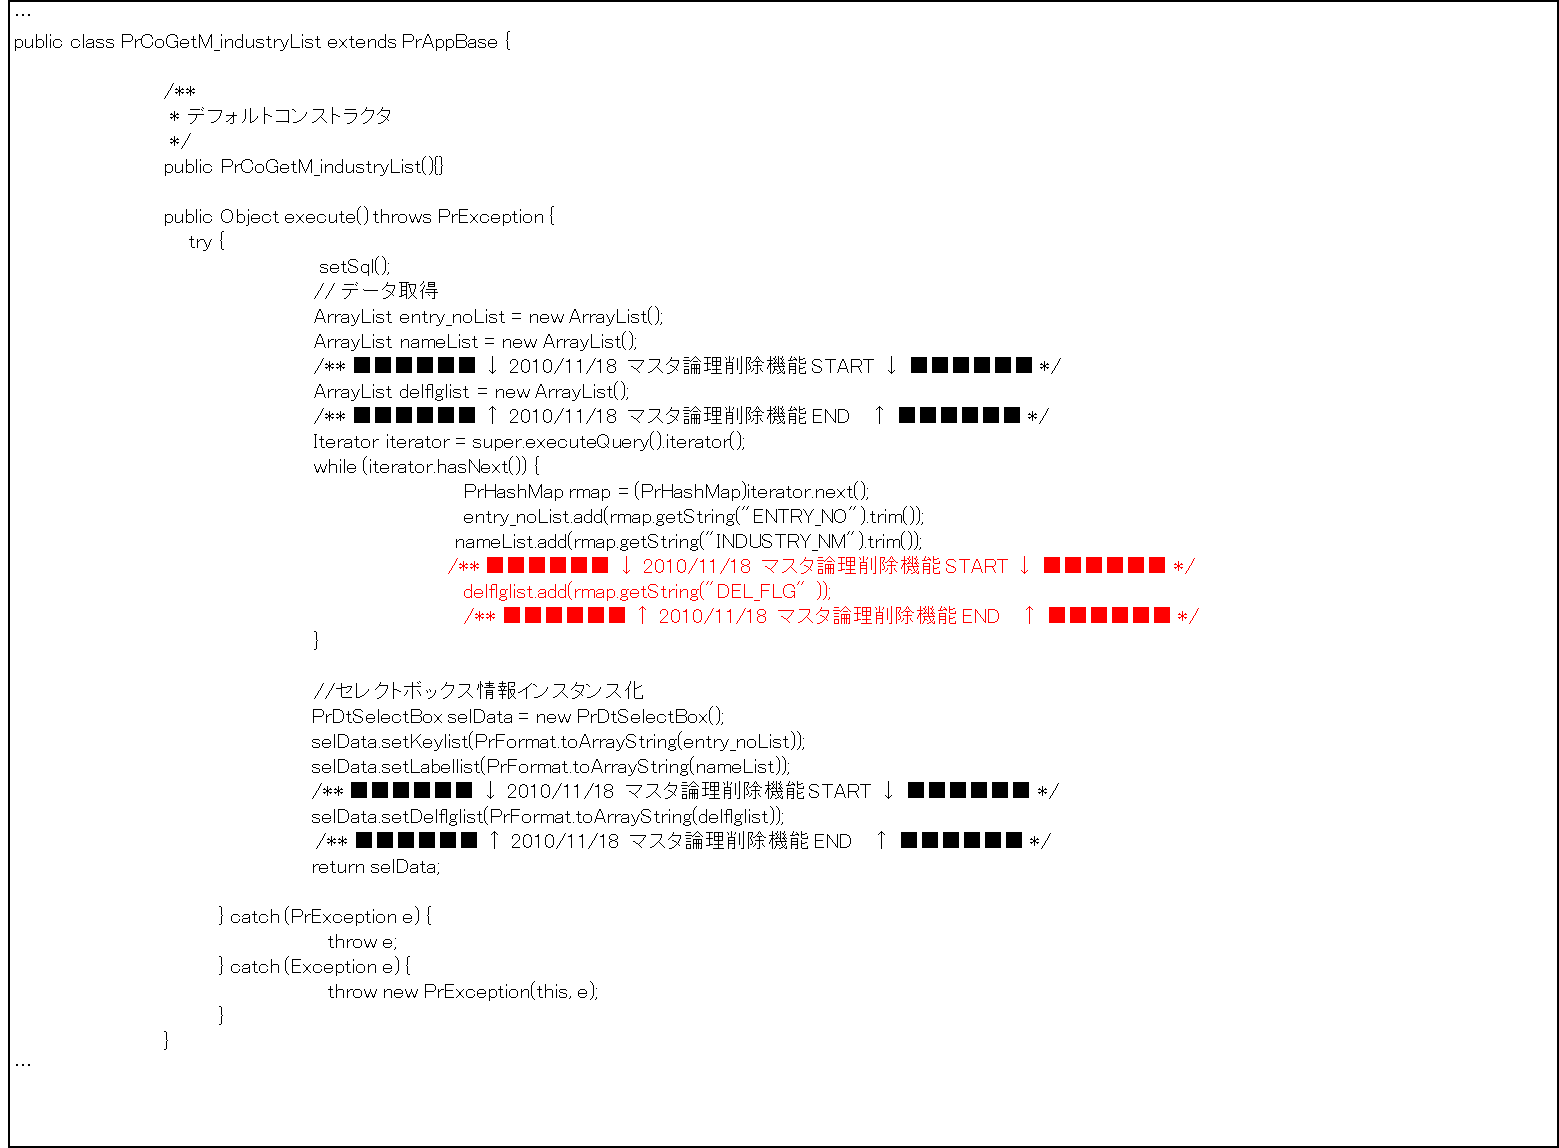 ...
public class PrCoGetM_industryList extends PrAppBase {
/**
* デフォルトコンストラクタ
*/
public PrCoGetM_industryList(){}
public Object execute() throws PrException {
try {
setSql();
// データ取得
ArrayList entry_noList = new ArrayList();
ArrayList nameList = new ArrayList();
/** ■■■■■■ ↓ 2010/11/18 マスタ論理削除機能 START ↓ ■■■■■■ */
ArrayList delflglist = new ArrayList();
/** ■■■■■■ ↑ 2010/11/18 マスタ論理削除機能 END ↑ ■■■■■■ */
Iterator iterator = super.executeQuery().iterator();
while (iterator.hasNext()) {
PrHashMap rmap = (PrHashMap)iterator.next();
entry_noList.add(rmap.getString("ENTRY_NO").trim());
nameList.add(rmap.getString("INDUSTRY_NM").trim());
/** ■■■■■■ ↓ 2010/11/18 マスタ論理削除機能 START ↓ ■■■■■■ */
delflglist.add(rmap.getString("DEL_FLG" ));
/** ■■■■■■ ↑ 2010/11/18 マスタ論理削除機能 END ↑ ■■■■■■ */
}
//セレクトボックス情報インスタンス化
PrDtSelectBox selData = new PrDtSelectBox();
selData.setKeylist(PrFormat.toArrayString(entry_noList));
selData.setLabellist(PrFormat.toArrayString(nameList));
/** ■■■■■■ ↓ 2010/11/18 マスタ論理削除機能 START ↓ ■■■■■■ */
selData.setDelflglist(PrFormat.toArrayString(delflglist));
/** ■■■■■■ ↑ 2010/11/18 マスタ論理削除機能 END ↑ ■■■■■■ */
return selData;
} catch (PrException e) {
throw e;
} catch (Exception e) {
throw new PrException(this, e);
}
}
...